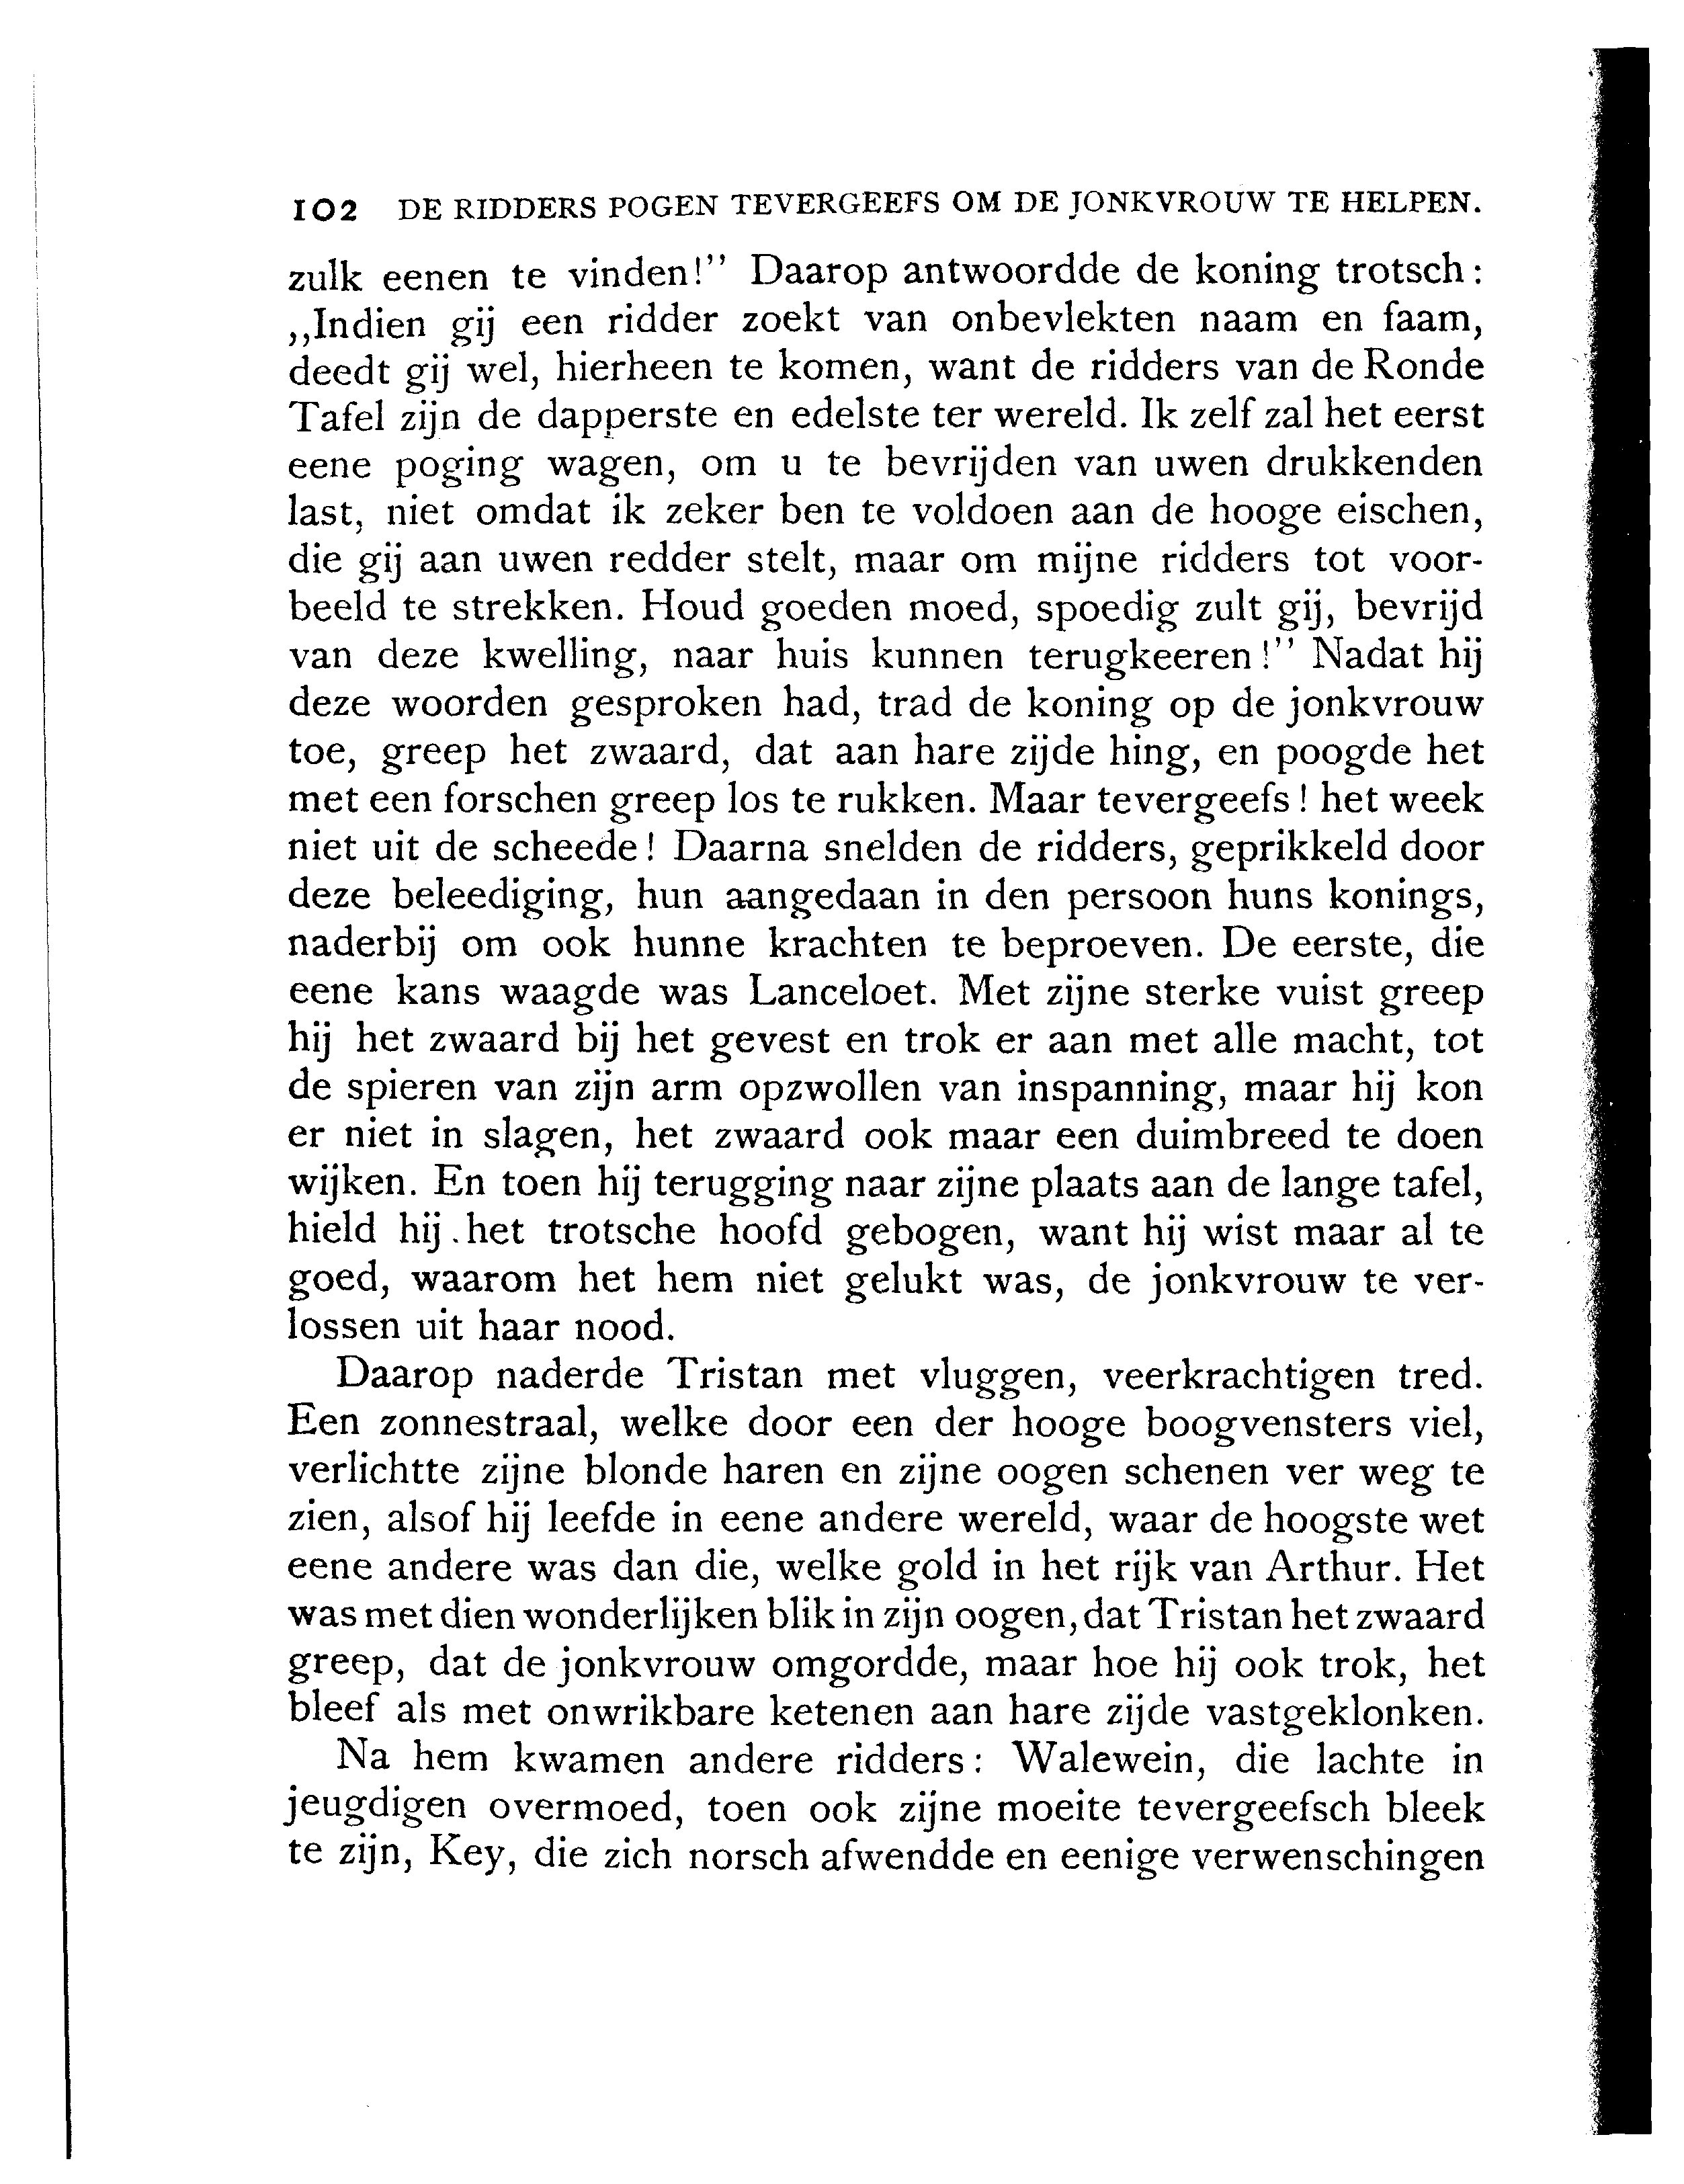 102 DE RIDDERS POGEN TEVERGEEFS OM DE JONKVROUW TE HELPEN.
zulk eenen te vinden!” Daarop antwoordde de koning trotsch:
„Indien gij een ridder zoekt van onbevlekten naam en faam,
deedt gij wel, hierheen te komen, want de ridders van de Ronde
Tafel zijn de dapperste en edelste ter wereld. Ik zelf zal het eerst
eene poging wagen, om u te bevrijden van uwen drukkenden
last, niet omdat ik zeker ben te voldoen aan de hooge eischen,
die gij aan uwen redder stelt, maar om mijne ridders tot voor-
beeld te strekken. Houd goeden moed, spoedig zult gij, bevrijd
van deze kwelling, naar huis kunnen terugkeeren!” Nadat hij
deze woorden gesproken had, trad de koning op de jonkvrouw
toe, greep het zwaard, dat aan hare zijde hing, en poogde het
met een forschen greep los te rukken. Maar tevergeefs! het week
niet uit de scheede! Daarna snelden de ridders, geprikkeld door
deze beleediging, hun aangedaan in den persoon huns konings,
naderbij om ook hunne krachten te beproeven. De eerste, die
eene kans waagde was Lanceloet. Met zijne sterke vuist greep
hij het zwaard bij het gevest en trok er aan met alle macht, tot
de spieren van zijn arm opzwollen van inspanning, maar hij kon
er niet in slagen, het zwaard ook maar een duimbreed te doen
wijken. En toen hij terugging naar zijne plaats aan de lange tafel,
hield hij het trotsche hoofd gebogen, want hij wist maar al te
goed, waarom het hem niet gelukt was, de jonkvrouw te ver-
lossen uit haar nood.
Daarop naderde Tristan met vluggen, veerkrachtigen tred.
Een zonnestraal, welke door een der hooge boogvensters viel,
verlichtte zijne blonde haren en zijne oogen schenen ver weg te
zien, alsof hij leefde in eene andere wereld, waar de hoogste wet
eene andere was dan die, welke gold in het rijk van Arthur. Het
was met dien wonderlijken blik in zijn oogen, dat Tristan het zwaard
greep, dat de jonkvrouw omgordde, maar hoe hij ook trok, het
bleef als met onwrikbare ketenen aan hare zijde vastgeklonken.
Na hem kwamen andere ridders: Walewein, die lachte in
jeugdigen overmoed, toen ook zijne moeite tevergeefsch bleek
te zijn, Key, die zich norsch afwendde en eenige verwenschingen